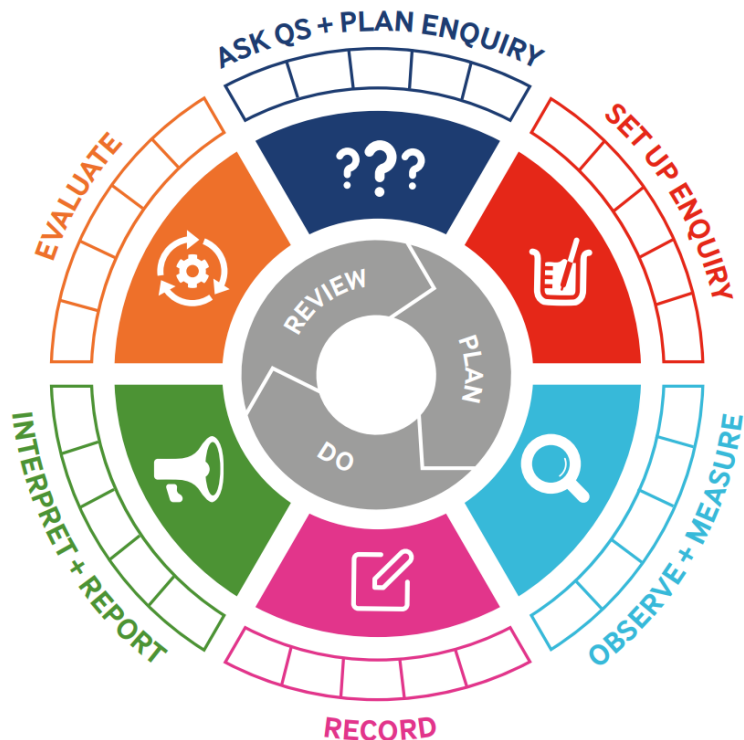 ASK QS + PLAN ENQUIRY
SET UP ENQUIRY
OBSERVE + MEASURE
RECORD
INTERPRET + REPORT
EVALUATE
???
REVIEW
PLAN
DO